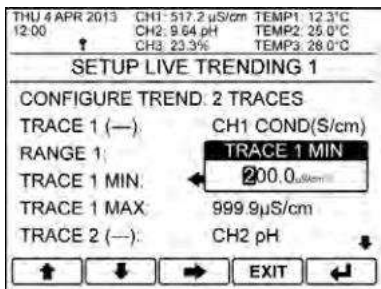 THU 4 APR 2013 CH1: 517.2 µS/cm TEMP1: 12.3°C
12:00 CH2: 9.64 pH TEMP2: 25.0°C
CH3: 23.3% TEMP3: 28.0°C
SETUP LIVE TRENDING 1
CONFIGURE TREND: 2 TRACES
TRACE 1 (—): CH1 COND(S/cm)
RANGE 1: TRACE 1 MIN
TRACE 1 MIN: 200.0µS/cm
TRACE 1 MAX: 999.9µS/cm
TRACE 2 (---): CH2 pH
EXIT